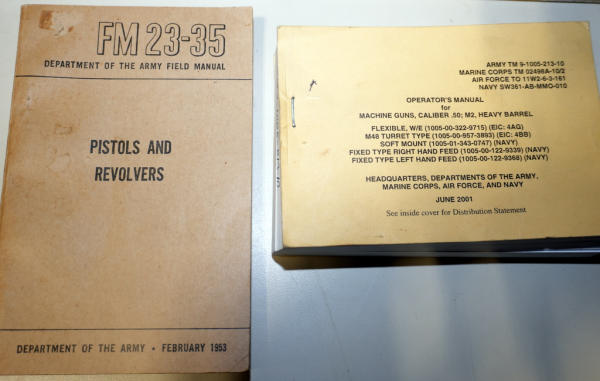 FM 23-35
DEPARTMENT OF THE ARMY FIELD MANUAL
PISTOLS AND
REVOLVERS
DEPARTMENT OF THE ARMY • FEBRUARY 1953
ARMY TM 9-1005-213-10
MARINE CORPS TM 02498A-10/2
AIR FORCE TO 11W2-6-3-161
NAVY SW361-AB-MMO-010
OPERATOR'S MANUAL
for
MACHINE GUNS, CALIBER .50; M2, HEAVY BARREL
FLEXIBLE, W/E (1005-00-322-9715) (EIC: 4AG)
M48 TURRET TYPE (1005-00-957-3893) (EIC: 4BB)
SOFT MOUNT (1005-01-343-0747) (NAVY)
FIXED TYPE RIGHT HAND FEED (1005-00-122-9339) (NAVY)
FIXED TYPE LEFT HAND FEED (1005-00-122-9368) (NAVY)
HEADQUARTERS, DEPARTMENTS OF THE ARMY,
MARINE CORPS, AIR FORCE, AND NAVY
JUNE 2001
See inside cover for Distribution Statement